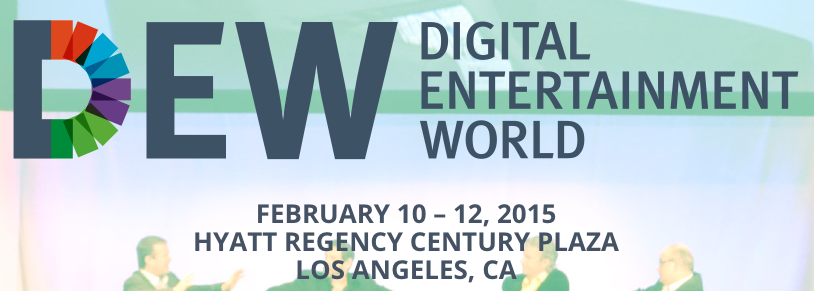 DEW
DIGITAL
ENTERTAINMENT
WORLD
FEBRUARY 10 – 12, 2015
HYATT REGENCY CENTURY PLAZA
LOS ANGELES, CA